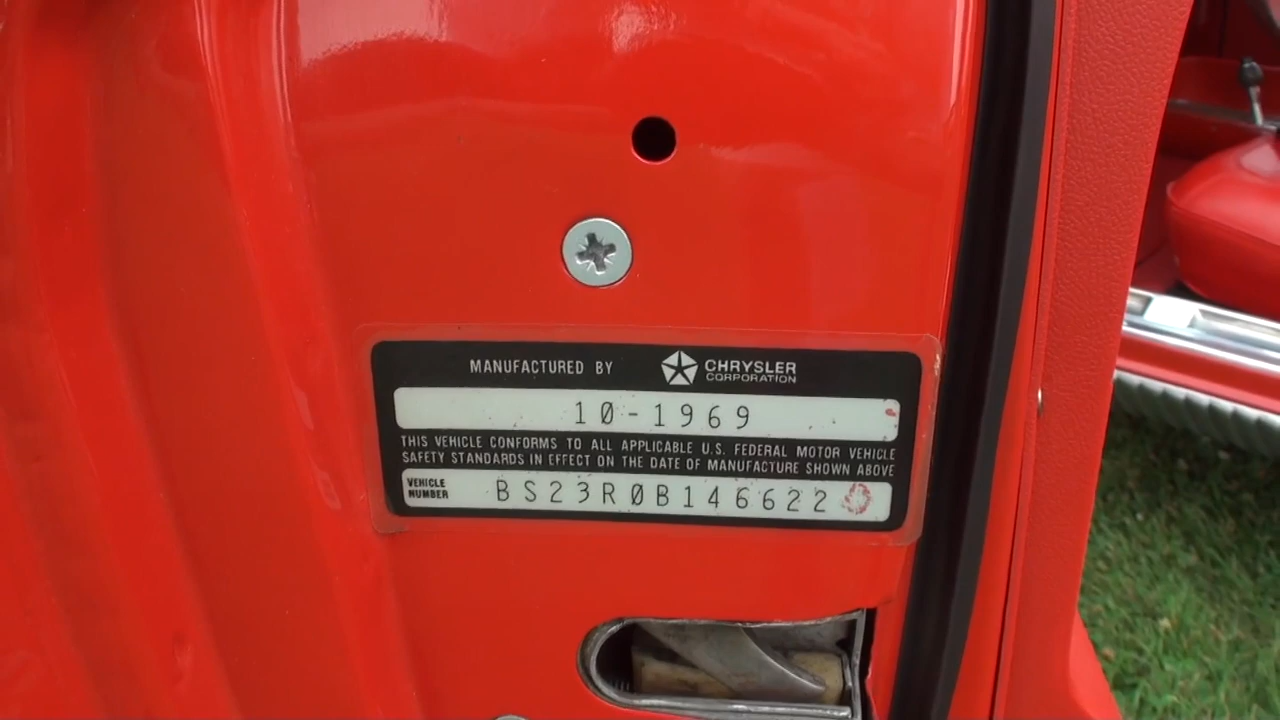 MANUFACTURED BY CHRYSLER CORPORATION
10-1969
THIS VEHICLE CONFORMS TO ALL APPLICABLE U.S. FEDERAL MOTOR VEHICLE
SAFETY STANDARDS IN EFFECT ON THE DATE OF MANUFACTURE SHOWN ABOVE
VEHICLE NUMBER BS23R0B146622